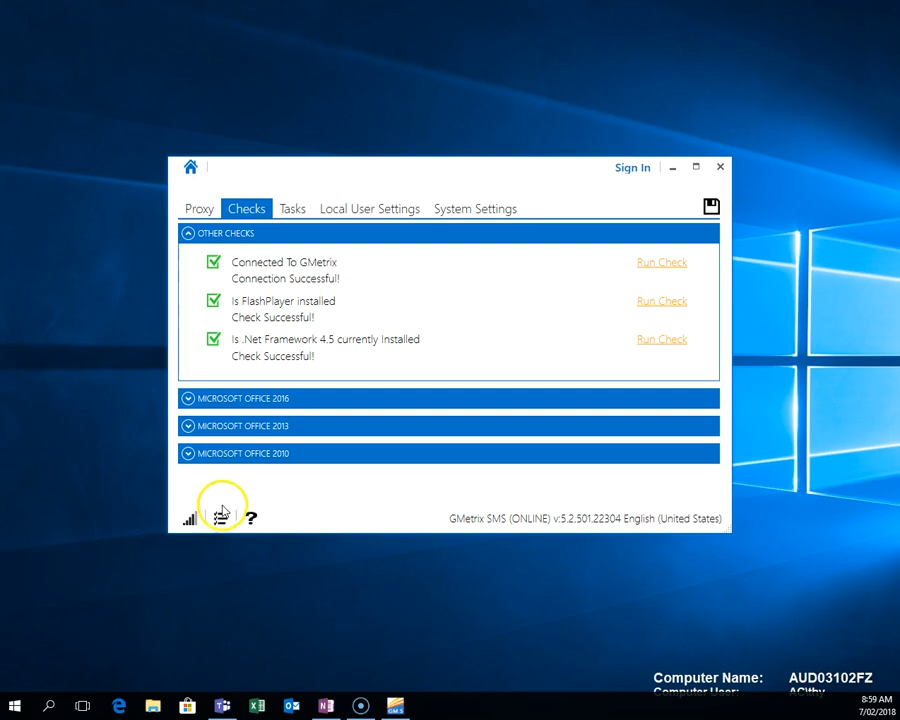 Sign In
Proxy Checks Tasks Local User Settings System Settings
OTHER CHECKS
Connected To GMetrix Run Check
Connection Successful!
Is FlashPlayer installed Run Check
Check Successful!
Is .Net Framework 4.5 currently Installed Run Check
Check Successful!
MICROSOFT OFFICE 2016
MICROSOFT OFFICE 2013
MICROSOFT OFFICE 2010
? GMetrix SMS (ONLINE) v:5.2.501.22304 English (United States)
Computer Name: AUD03102FZ
Computer User:
8:59 AM
7/02/2018